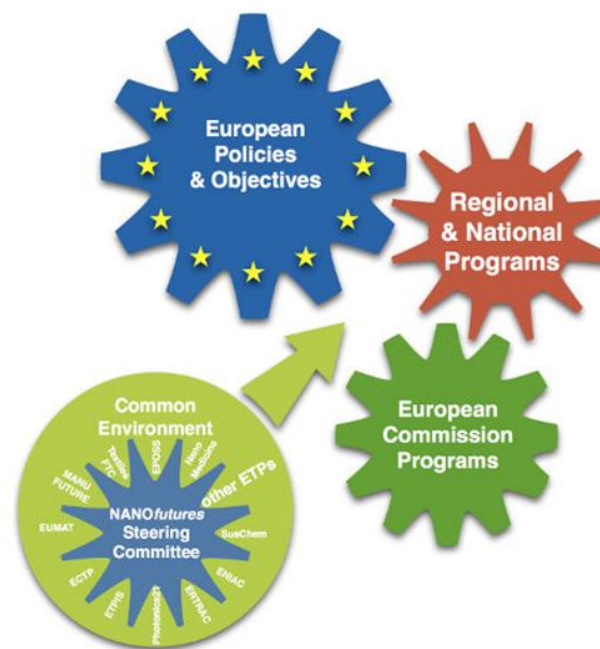 European
Policies
& Objectives
Regional
& National
Programs
European
Commission
Programs
Common
Environment
MANU
FUTURE
Textiles
FTC
EPOSS
Nano
Medicine
other ETPs
EUMAT
NANOfutures
Steering
Committee
SusChem
ECTP
ETPIS
Photonics21
ERTRAC
ENIAC